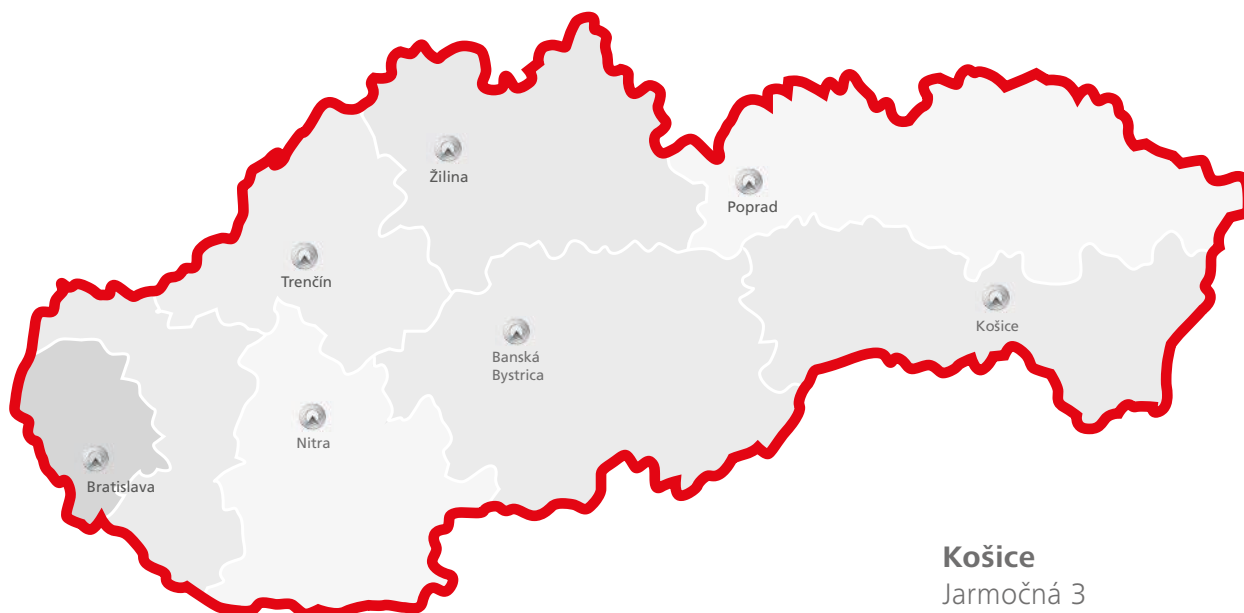 Žilina
Poprad
Trenčín
Košice
Banská
Bystrica
Nitra
Bratislava
Košice
Jarmočná 3